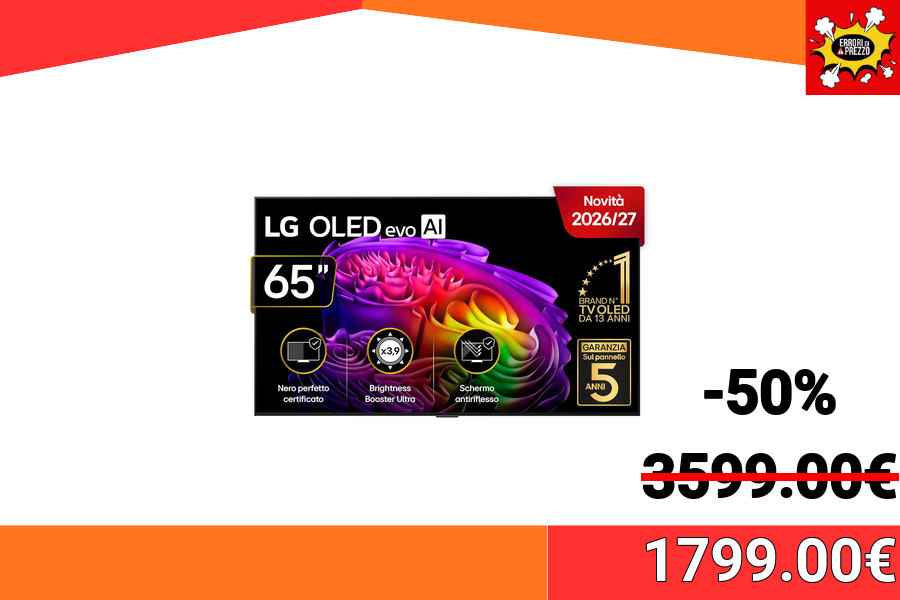 ERRORI DI
PREZZO
Novità
2026/27
LG OLED evo AI
65"
1
BRAND N°
TV OLED
DA 13 ANNI
x3,9
GARANZIA
Sul pannello
5
ANNI
Nero perfetto
certificato
Brightness
Booster Ultra
Schermo
antiriflesso
-50%
3599.00€
1799.00€